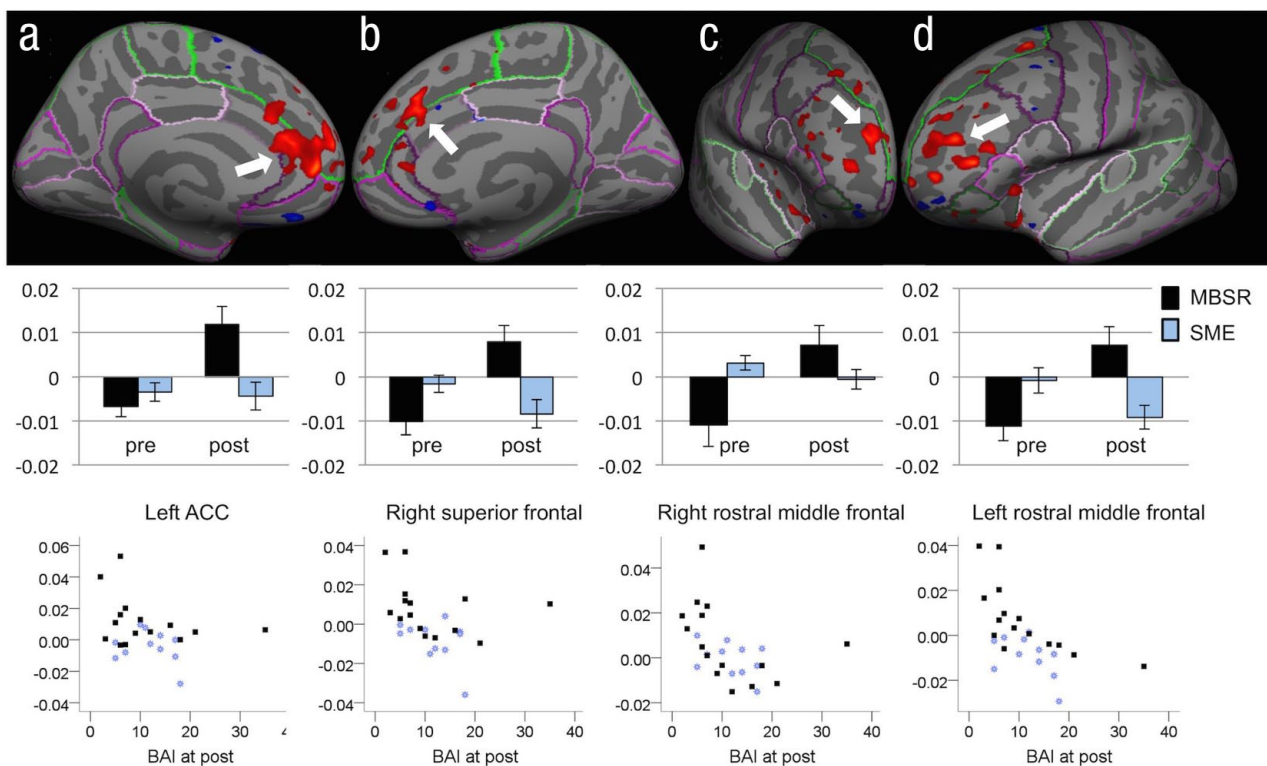 a b c d
0.02 0.02 0.02 0.02 MBSR
0.01 0.01 0.01 0.01 SME
0 0 0 0
-0.01 -0.01 -0.01 -0.01
pre post pre post pre post pre post
-0.02 -0.02 -0.02 -0.02
Left ACC Right superior frontal Right rostral middle frontal Left rostral middle frontal
0.06 0.04 0.04
0.04 0.04
0.02 0.02 0.02
0.02
0.00 0.00 0.00
0.00
-0.02 -0.02 -0.02
-0.04 -0.04 -0.02
0 10 20 30 0 10 20 30 40 0 10 20 30 40 0 10 20 30 40
BAI at post BAI at post BAI at post BAI at post